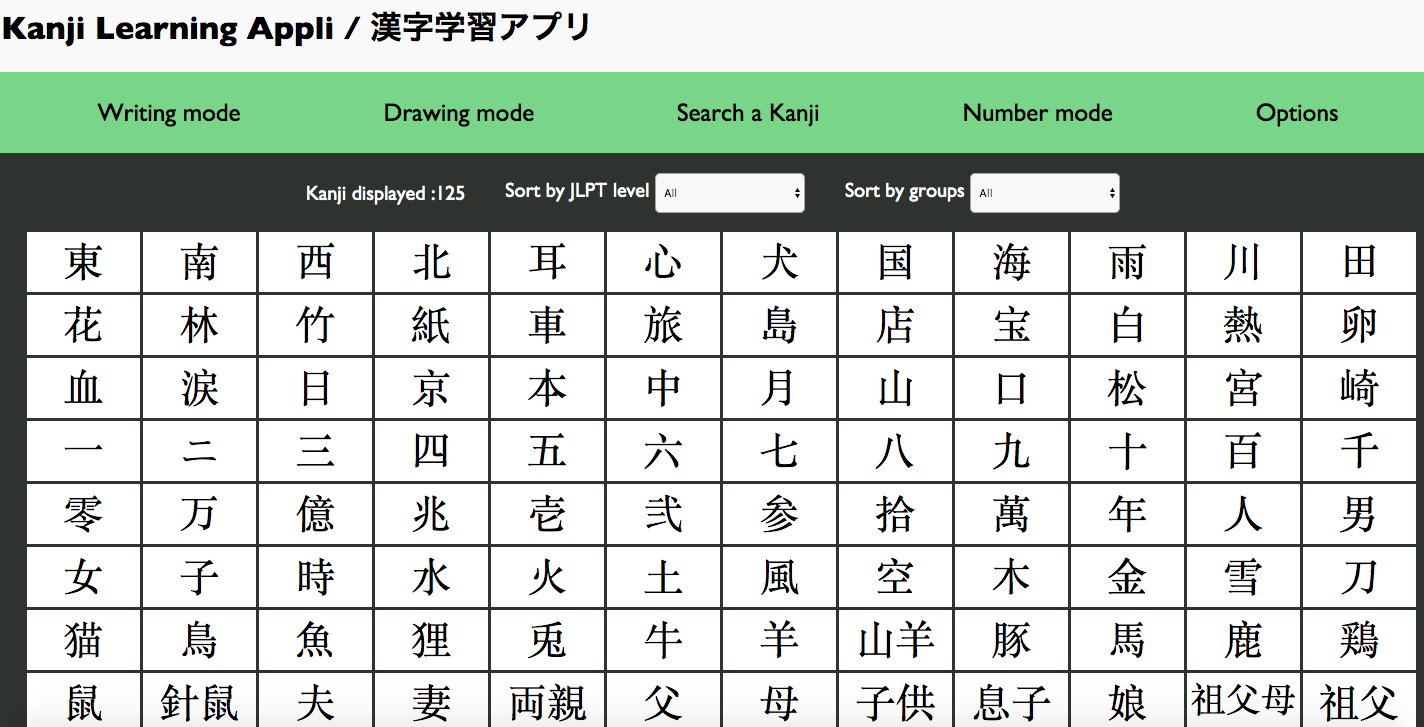 Kanji Learning Appli / 漢字学習アプリ
Writing mode Drawing mode Search a Kanji Number mode Options
Kanji displayed :125 Sort by JLPT level All Sort by groups All
東 南 西 北 耳 心 犬 国 海 雨 川 田
花 林 竹 紙 車 旅 島 店 宝 白 熱 卵
血 涙 日 京 本 中 月 山 口 松 宮 崎
一 二 三 四 五 六 七 八 九 十 百 千
零 万 億 兆 壱 弐 参 拾 萬 年 人 男
女 子 時 水 火 土 風 空 木 金 雪 刀
猫 鳥 魚 狸 兎 牛 羊 山羊 豚 馬 鹿 鶏
鼠 針鼠 夫 妻 両親 父 母 子供 息子 娘 祖父母 祖父